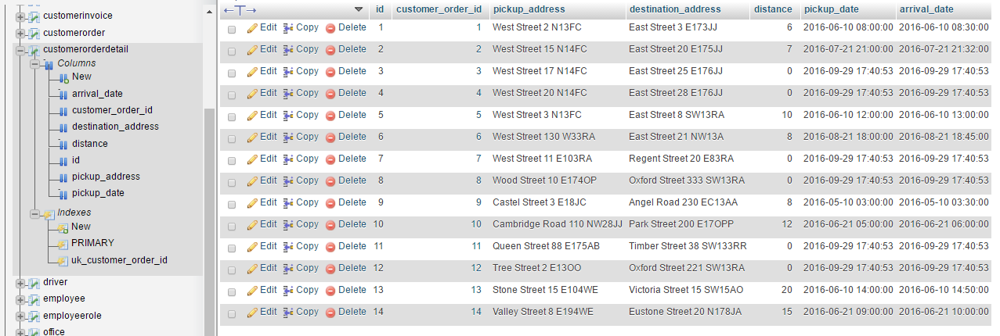 customerinvoice
customerorder
customerorderdetail
Columns
New
arrival_date
customer_order_id
destination_address
distance
id
pickup_address
pickup_date
Indexes
New
PRIMARY
uk_customer_order_id
driver
employee
employeerole
office
←T→ id customer_order_id pickup_address destination_address distance pickup_date arrival_date
Edit Copy Delete 1 1 West Street 2 N13FC East Street 3 E173JJ 6 2016-06-10 08:00:00 2016-06-10 08:30:00
Edit Copy Delete 2 2 West Street 15 N14FC East Street 20 E175JJ 7 2016-07-21 21:00:00 2016-07-21 21:32:00
Edit Copy Delete 3 3 West Street 17 N14FC East Street 25 E176JJ 0 2016-09-29 17:40:53 2016-09-29 17:40:53
Edit Copy Delete 4 4 West Street 20 N14FC East Street 28 E176JJ 0 2016-09-29 17:40:53 2016-09-29 17:40:53
Edit Copy Delete 5 5 West Street 3 N13FC East Street 8 SW13RA 10 2016-06-10 12:00:00 2016-06-10 13:00:00
Edit Copy Delete 6 6 West Street 130 W33RA East Street 21 NW13A 8 2016-08-21 18:00:00 2016-08-21 18:45:00
Edit Copy Delete 7 7 West Street 11 E103RA Regent Street 20 E83RA 0 2016-09-29 17:40:53 2016-09-29 17:40:53
Edit Copy Delete 8 8 Wood Street 10 E174OP Oxford Street 333 SW13RA 0 2016-09-29 17:40:53 2016-09-29 17:40:53
Edit Copy Delete 9 9 Castel Street 3 E18JC Angel Road 230 EC13AA 8 2016-05-10 03:00:00 2016-05-10 03:30:00
Edit Copy Delete 10 10 Cambridge Road 110 NW28JJ Park Street 200 E17OPP 12 2016-06-21 05:00:00 2016-06-21 06:00:00
Edit Copy Delete 11 11 Queen Street 88 E175AB Timber Street 38 SW133RR 0 2016-09-29 17:40:53 2016-09-29 17:40:53
Edit Copy Delete 12 12 Tree Street 2 E13OO Oxford Street 221 SW13RA 0 2016-09-29 17:40:53 2016-09-29 17:40:53
Edit Copy Delete 13 13 Stone Street 15 E104WE Victoria Street 15 SW15AO 20 2016-06-10 14:00:00 2016-06-10 14:50:00
Edit Copy Delete 14 14 Valley Street 8 E194WE Eustone Street 20 N178JA 15 2016-06-21 09:00:00 2016-06-21 10:00:00